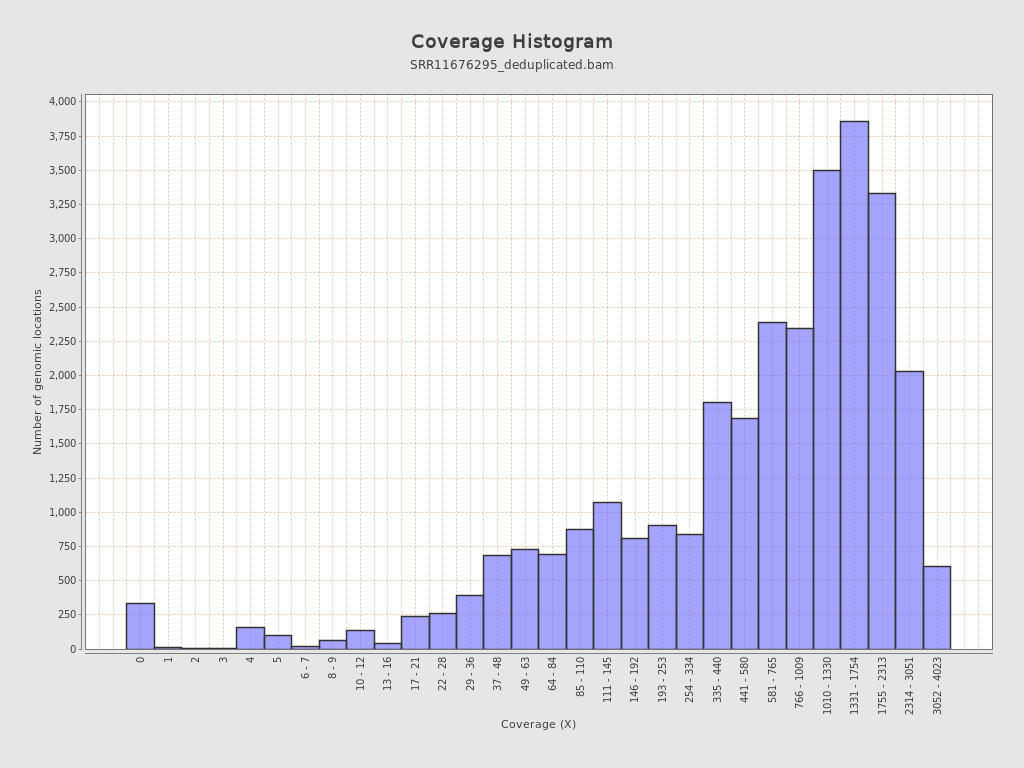 Coverage Histogram
SRR11676295_deduplicated.bam
Number of genomic locations
4,000
3,750
3,500
3,250
3,000
2,750
2,500
2,250
2,000
1,750
1,500
1,250
1,000
750
500
250
0
0
1
2
3
4
5
6 - 7
8 - 9
10 - 12
13 - 16
17 - 21
22 - 28
29 - 36
37 - 48
49 - 63
64 - 84
85 - 110
111 - 145
146 - 192
193 - 253
254 - 334
335 - 440
441 - 580
581 - 765
766 - 1009
1010 - 1330
1331 - 1754
1755 - 2313
2314 - 3051
3052 - 4023
Coverage (X)